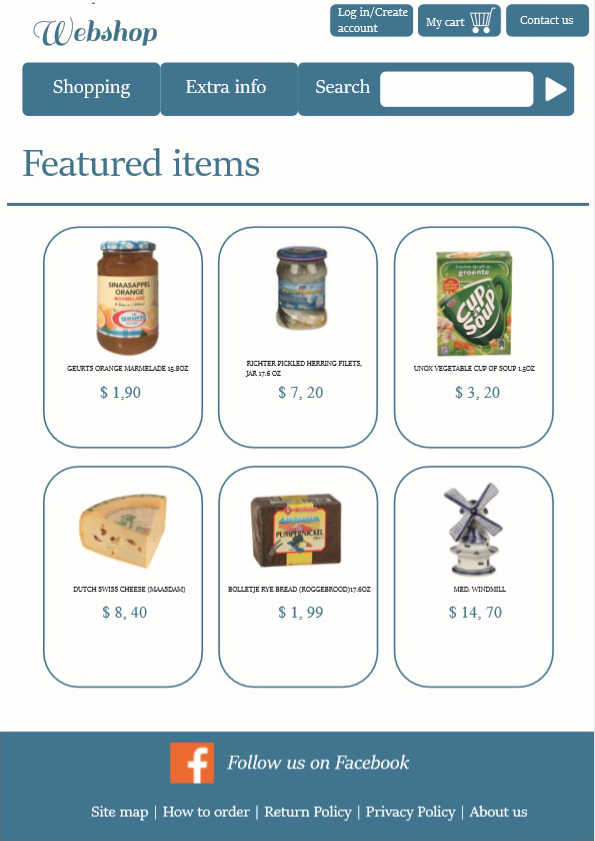 Webshop
Log in/Create
account
My cart
Contact us
Shopping
Extra info
Search
Featured items
SINAASAPPEL
ORANGE
MARMELADE
geurts
GEURTS ORANGE MARMELADE 15.8OZ
$ 1,90
RICHTER PICKLED HERRING FILETS,
JAR 17.6 OZ
$ 7, 20
groente
Cup
a
Soup
UNOX VEGETABLE CUP OF SOUP 1.5OZ
$ 3, 20
DUTCH SWISS CHEESE (MAASDAM)
$ 8, 40
PUMPERNICKEL
BOLLETJE RYE BREAD (ROGGEBROOD)17.6OZ
$ 1, 99
MED. WINDMILL
$ 14, 70
f Follow us on Facebook
Site map | How to order | Return Policy | Privacy Policy | About us